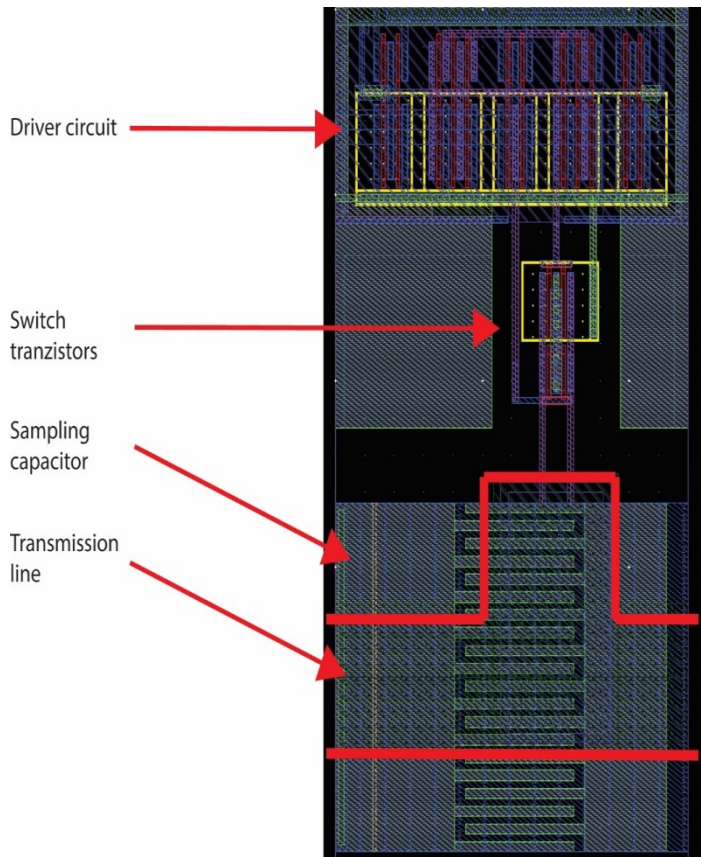 Driver circuit
Switch
tranzistors
Sampling
capacitor
Transmission
line